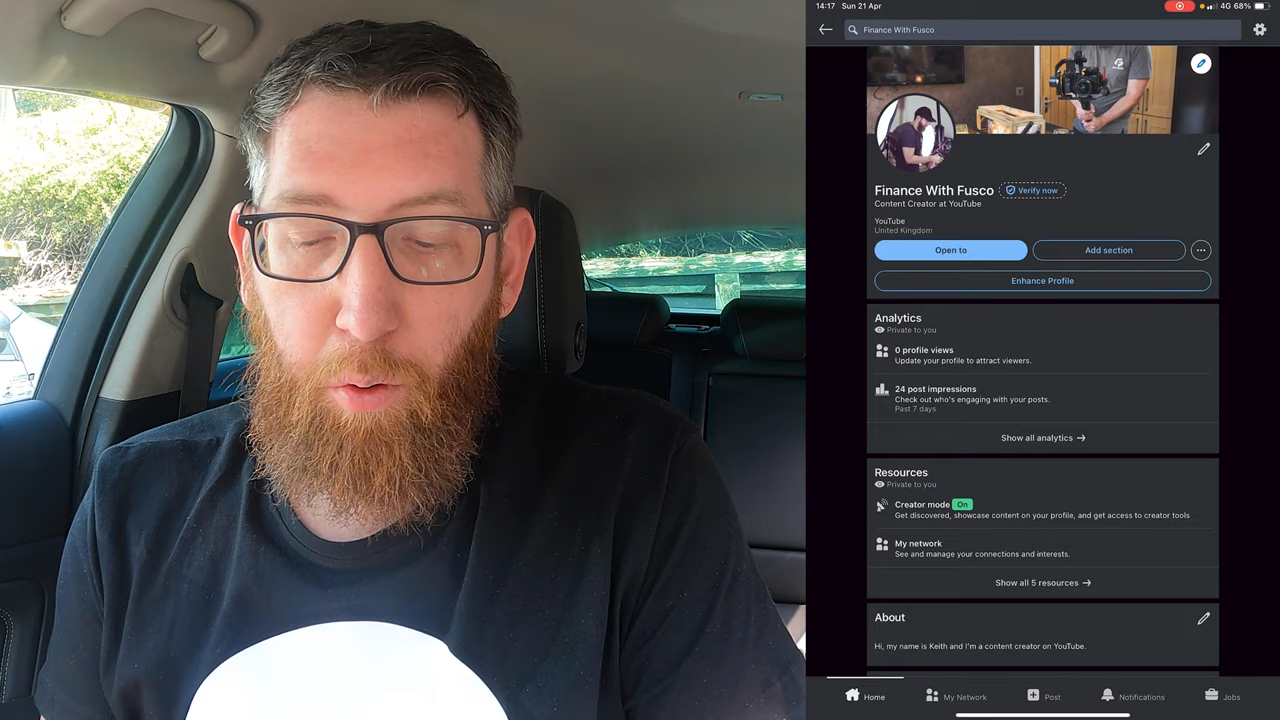 14:17 Sun 21 Apr
4G 68%
Finance With Fusco
Finance With Fusco
Verify now
Content Creator at YouTube
YouTube
United Kingdom
Open to
Add section
Enhance Profile
Analytics
Private to you
0 profile views
Update your profile to attract viewers.
24 post impressions
Check out who's engaging with your posts.
Past 7 days
Show all analytics
Resources
Private to you
Creator mode On
Get discovered, showcase content on your profile, and get access to creator tools
My network
See and manage your connections and interests.
Show all 5 resources
About
Hi, my name is Keith and I'm a content creator on YouTube.
Home
My Network
Post
Notifications
Jobs